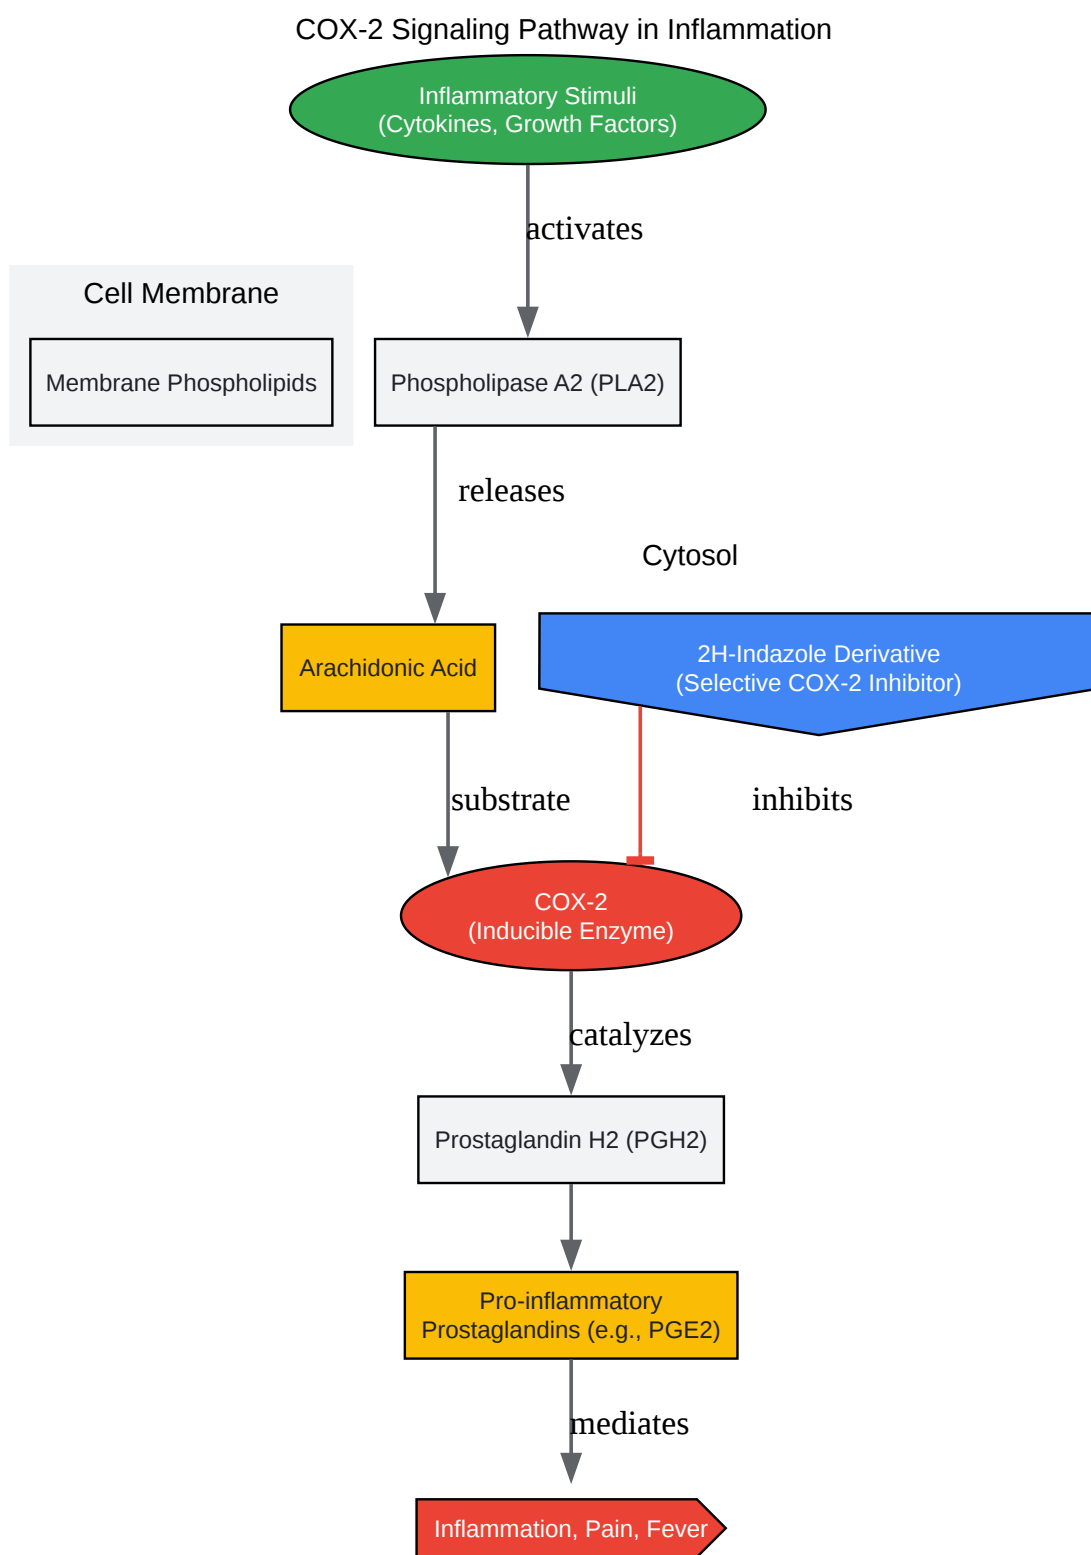 COX-2 Signaling Pathway in Inflammation
Inflammatory Stimuli
(Cytokines, Growth Factors)
activates
Cell Membrane
Membrane Phospholipids
Phospholipase A2 (PLA2)
releases
Cytosol
Arachidonic Acid
2H-Indazole Derivative
(Selective COX-2 Inhibitor)
substrate
inhibits
COX-2
(Inducible Enzyme)
catalyzes
Prostaglandin H2 (PGH2)
Pro-inflammatory
Prostaglandins (e.g., PGE2)
mediates
Inflammation, Pain, Fever